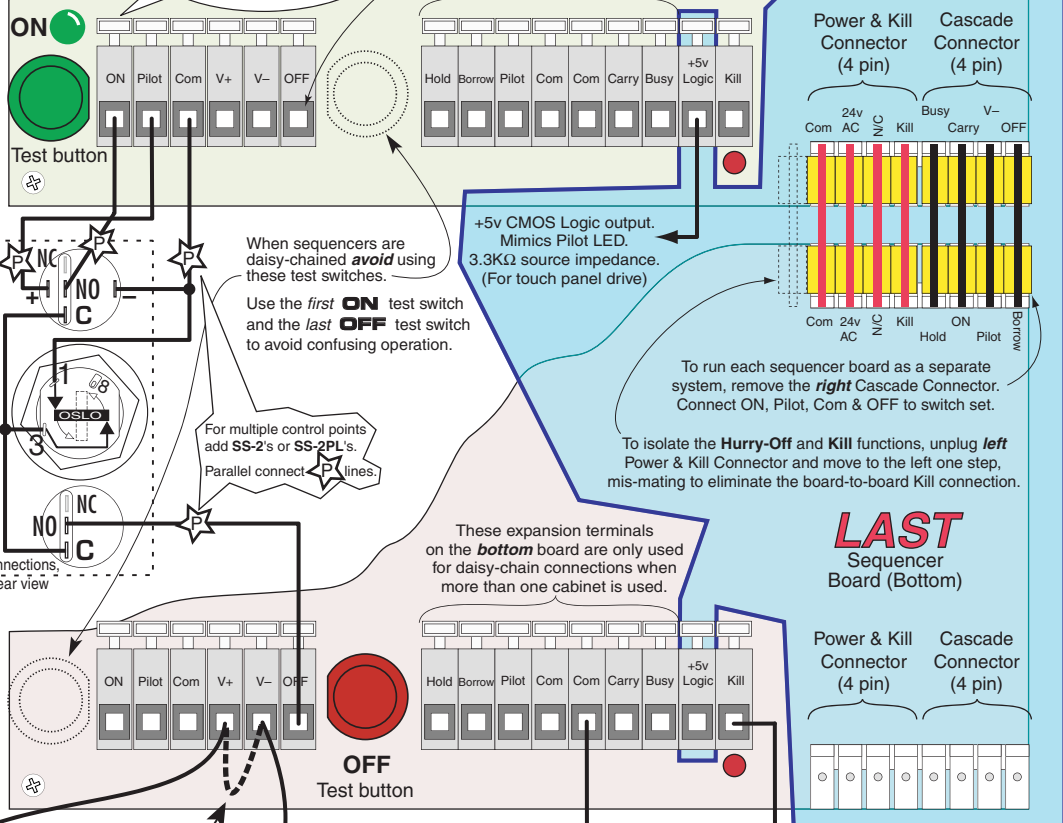 ON
Test button
ON Pilot Com V+ V– OFF
Hold Borrow Pilot Com Com Carry Busy +5v Logic Kill
Power & Kill
Connector
(4 pin)
Cascade
Connector
(4 pin)
Com 24v AC N/C Kill Busy Carry V– OFF
Com 24v AC N/C Kill Hold ON Pilot Borrow
+5v CMOS Logic output.
Mimics Pilot LED.
3.3KΩ source impedance.
(For touch panel drive)
When sequencers are
daisy-chained avoid using
these test switches.
Use the first ON test switch
and the last OFF test switch
to avoid confusing operation.
P
P
P
NC
+ NO –
C
1
8
OSLO
3
For multiple control points
add SS-2's or SS-2PL's.
Parallel connect P lines.
P
NC
NO
C
nnections,
ear view
To run each sequencer board as a separate
system, remove the right Cascade Connector.
Connect ON, Pilot, Com & OFF to switch set.
To isolate the Hurry-Off and Kill functions, unplug left
Power & Kill Connector and move to the left one step,
mis-mating to eliminate the board-to-board Kill connection.
LAST
Sequencer
Board (Bottom)
These expansion terminals
on the bottom board are only used
for daisy-chain connections when
more than one cabinet is used.
ON Pilot Com V+ V– OFF
OFF
Test button
Hold Borrow Pilot Com Com Carry Busy +5v Logic Kill
Power & Kill
Connector
(4 pin)
Cascade
Connector
(4 pin)